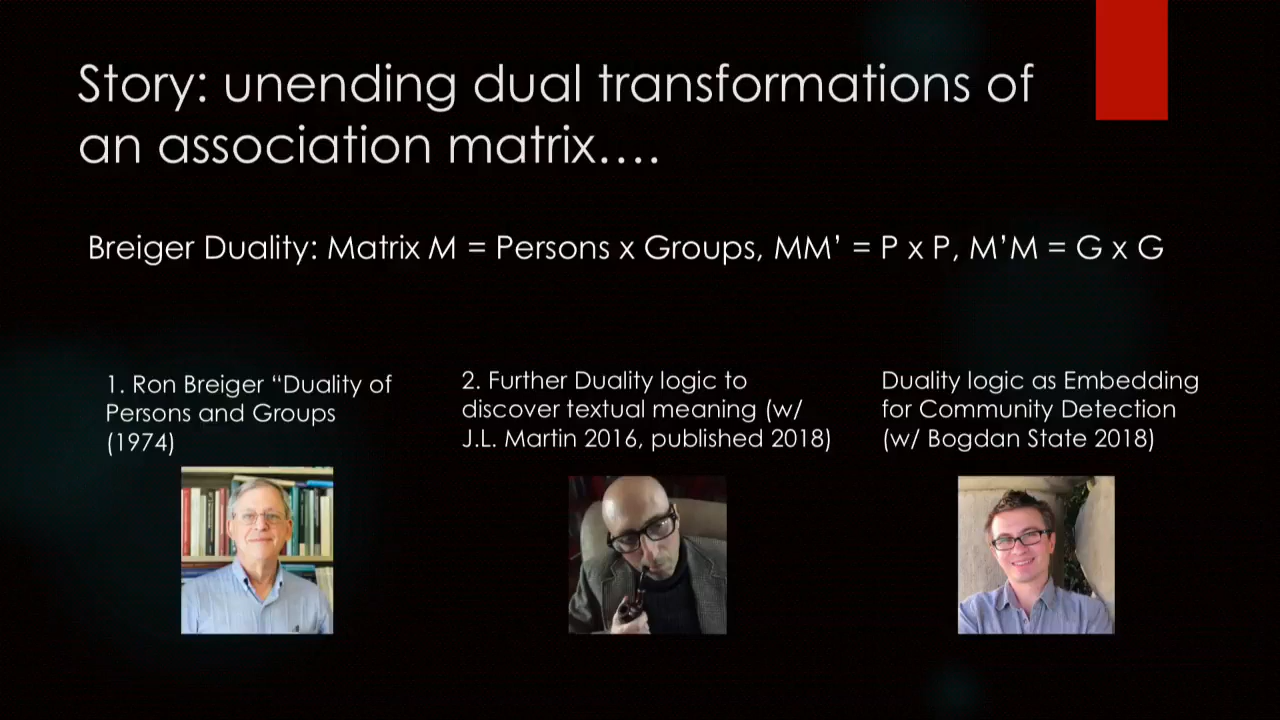 Story: unending dual transformations of
an association matrix….
Breiger Duality: Matrix M = Persons x Groups, MM’ = P x P, M’M = G x G
1. Ron Breiger “Duality of
Persons and Groups
(1974)
2. Further Duality logic to
discover textual meaning (w/
J.L. Martin 2016, published 2018)
Duality logic as Embedding
for Community Detection
(w/ Bogdan State 2018)